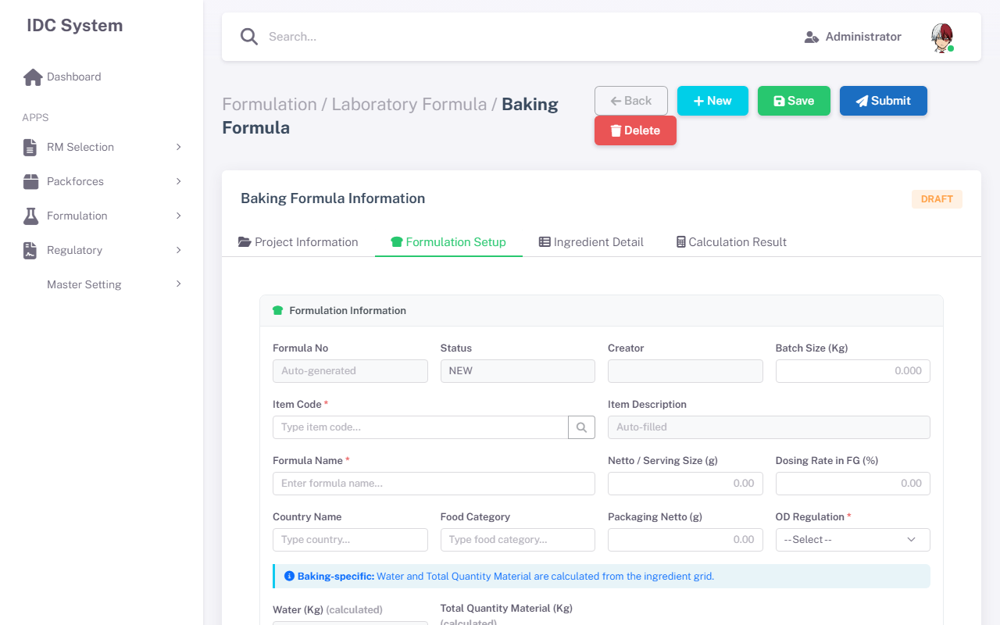 IDC System
Search...
Administrator
Dashboard
APPS
RM Selection
Packforces
Formulation
Regulatory
Master Setting
Formulation / Laboratory Formula / Baking
Formula
Back
New
Save
Submit
Delete
Baking Formula Information
DRAFT
Project Information
Formulation Setup
Ingredient Detail
Calculation Result
Formulation Information
Formula No
Status
Creator
Batch Size (Kg)
Auto-generated
NEW
0.000
Item Code *
Item Description
Type item code...
Auto-filled
Formula Name *
Netto / Serving Size (g)
Dosing Rate in FG (%)
Enter formula name...
0.00
0.00
Country Name
Food Category
Packaging Netto (g)
OD Regulation *
Type country...
Type food category...
0.00
-- Select --
Baking-specific: Water and Total Quantity Material are calculated from the ingredient grid.
Water (Kg) (calculated)
Total Quantity Material (Kg)
(calculated)